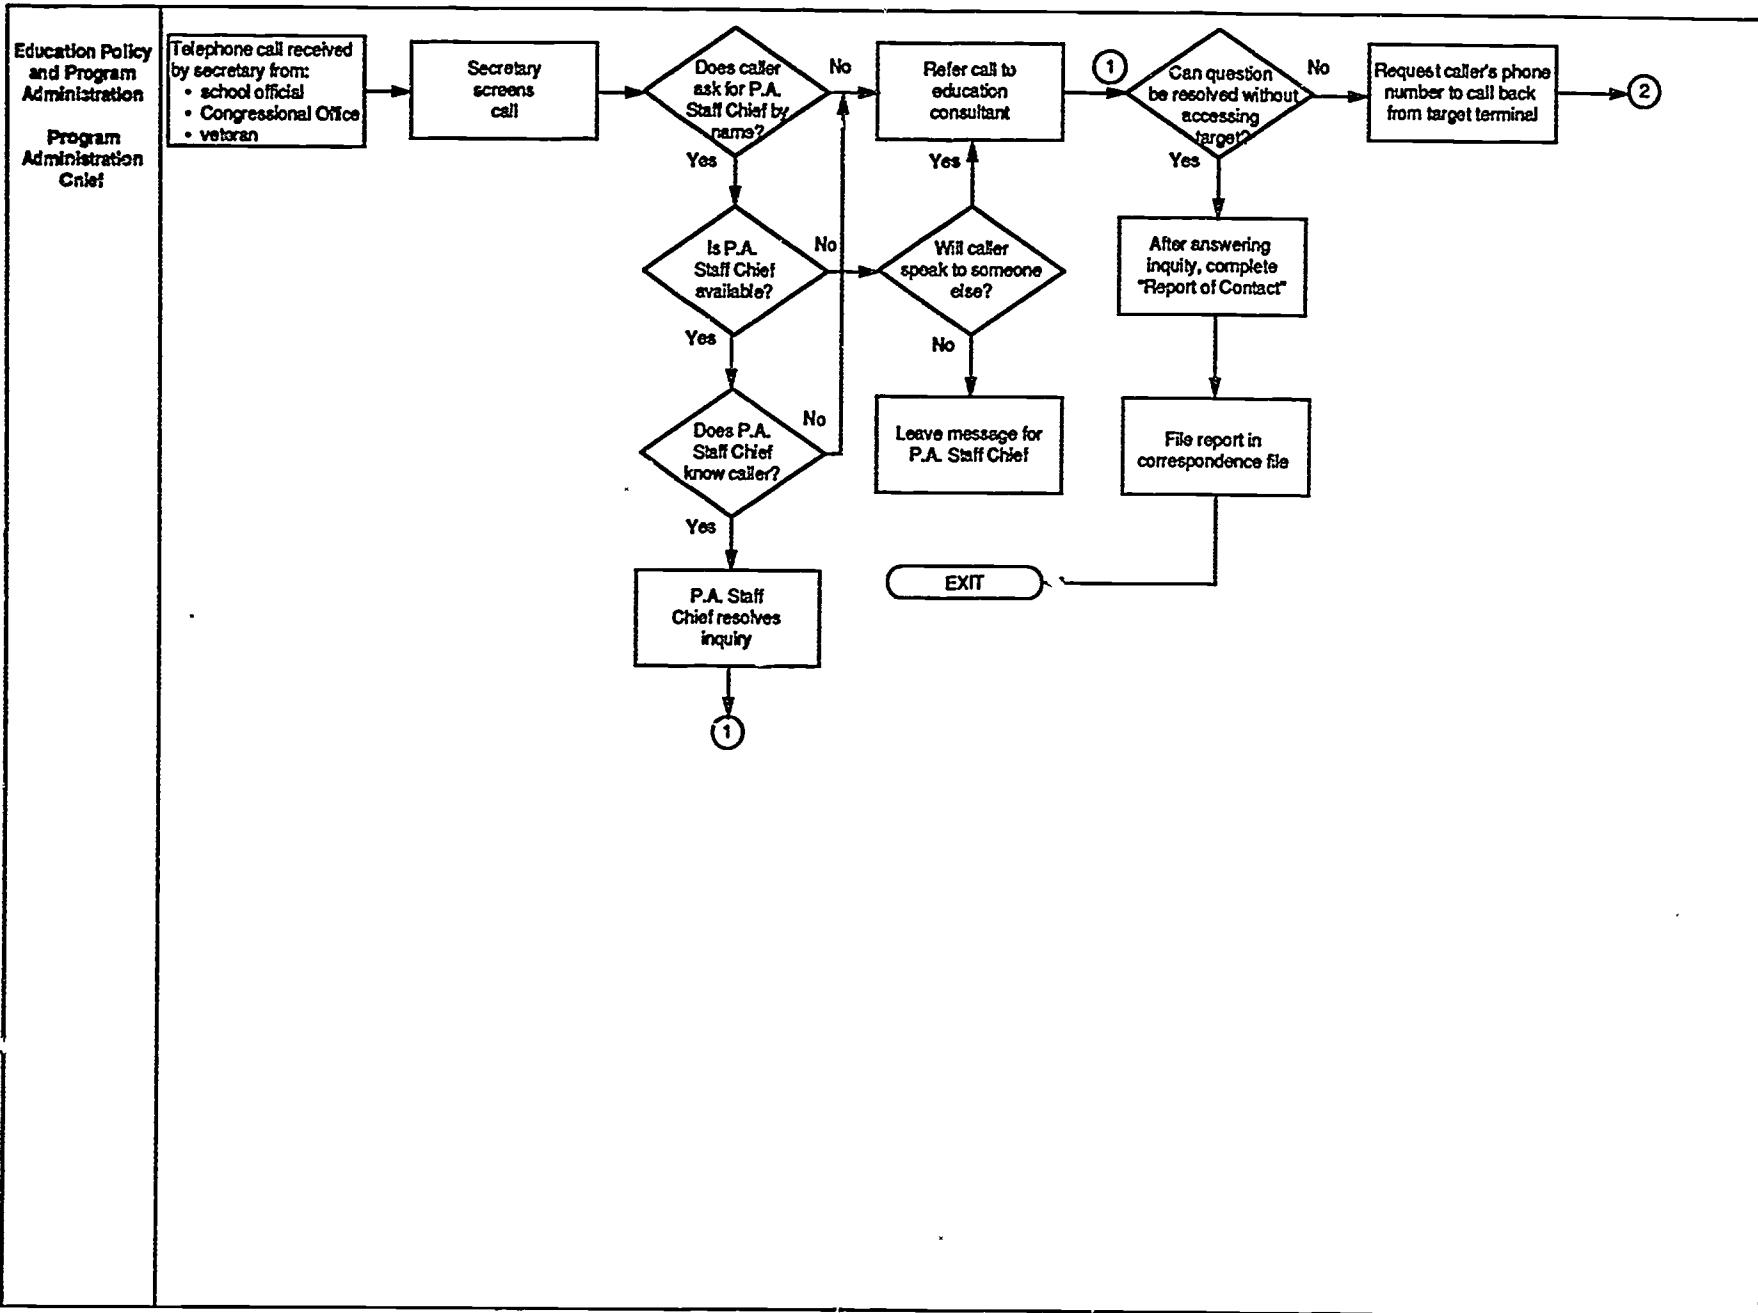 Education Policy
and Program
Administration
Program
Administration
Cnief
Telephone call received
by secretary from:
• school official
• Congressional Office
• veteran
Secretary
screens
call
Does caller
ask for P.A.
Staff Chief by
name?
No
Yes
Refer call to
education
consultant
1
Can question
be resolved without
accessing
target?
No
Yes
Request caller's phone
number to call back
from target terminal
2
Is P.A.
Staff Chief
available?
No
Yes
Will caller
speak to someone
else?
Yes
No
After answering
inquity, complete
"Report of Contact"
Does P.A.
Staff Chief
know caller?
No
Yes
Leave message for
P.A. Staff Chief
File report in
correspondence file
P.A. Staff
Chief resolves
inquiry
EXIT
1